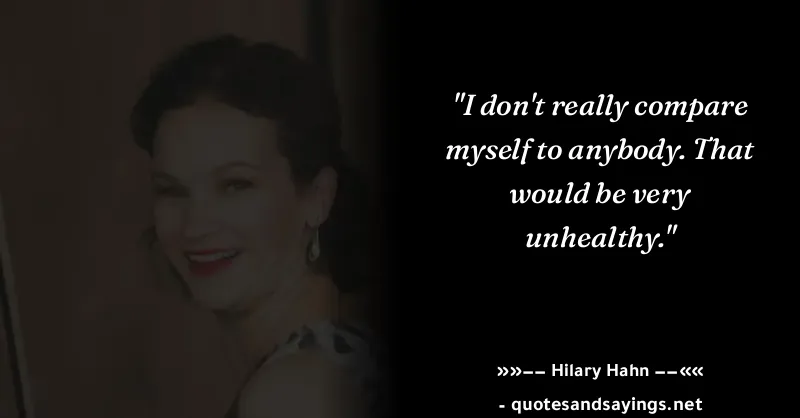 "I don't really compare
myself to anybody. That
would be very
unhealthy."
»»−− Hilary Hahn −−««
- quotesandsayings.net